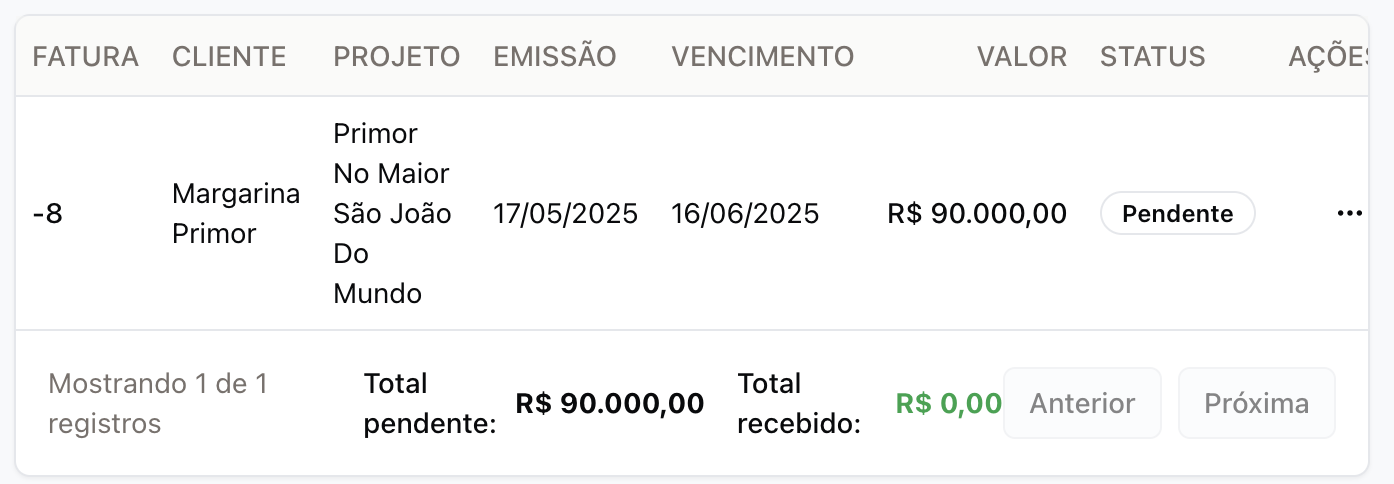 FATURA CLIENTE PROJETO EMISSÃO VENCIMENTO VALOR STATUS AÇÕES
-8 Margarina Primor Primor No Maior São João Do Mundo 17/05/2025 16/06/2025 R$ 90.000,00 Pendente ...
Mostrando 1 de 1 registros Total pendente: R$ 90.000,00 Total recebido: R$ 0,00 Anterior Próxima